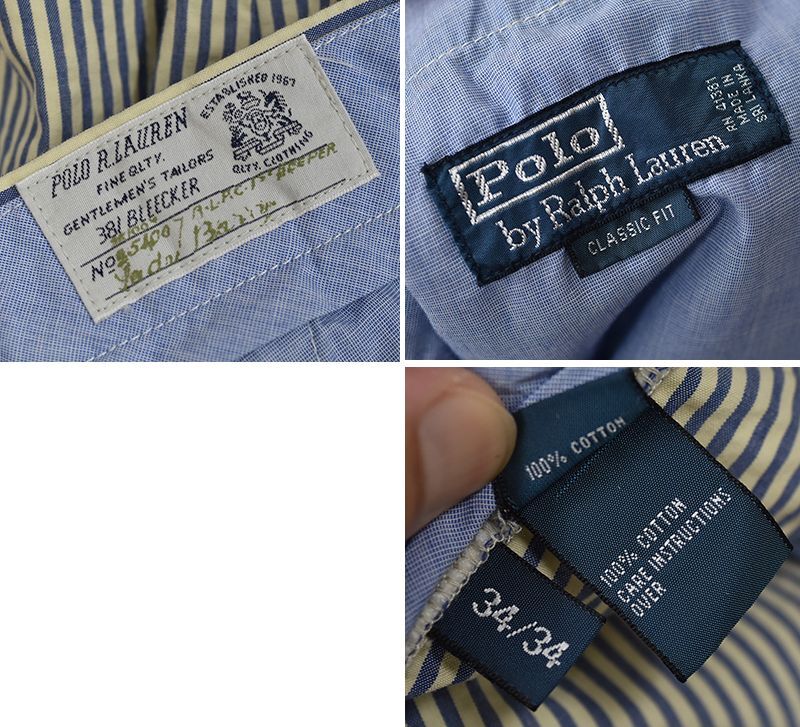 POLO R.LAUREN
FINE QLTY.
GENTLEMEN'S TAILORS
381 BLEECKER
No
ESTABLISHED 1967
QLTY. CLOTHING
Polo
by Ralph Lauren
RN 41381
MADE IN
SRI LANKA
CLASSIC FIT
100% COTTON
100% COTTON
CARE INSTRUCTIONS
OVER
34/34